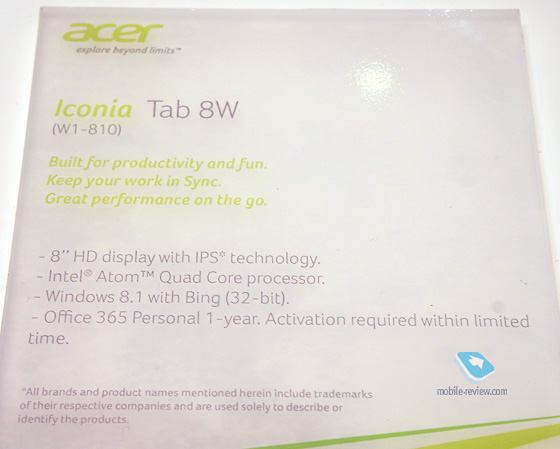 acer
explore beyond limits™
Iconia Tab 8W
(W1-810)
Built for productivity and fun.
Keep your work in Sync.
Great performance on the go.
- 8" HD display with IPS* technology.
- Intel® Atom™ Quad Core processor.
- Windows 8.1 with Bing (32-bit).
- Office 365 Personal 1-year. Activation required within limited
time.
mobile-review.com
*All brands and product names mentioned herein include trademarks
of their respective companies and are used solely to describe or
identify the products.